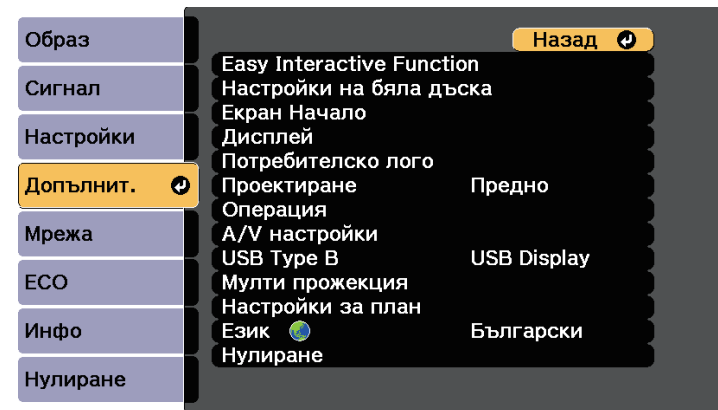 Образ
Сигнал
Настройки
Допълнит.
Мрежа
ECO
Инфо
Нулиране
Назад
Easy Interactive Function
Настройки на бяла дъска
Екран Начало
Дисплей
Потребителско лого
Проектиране Предно
Операция
A/V настройки
USB Type B USB Display
Мулти прожекция
Настройки за план
Език Български
Нулиране